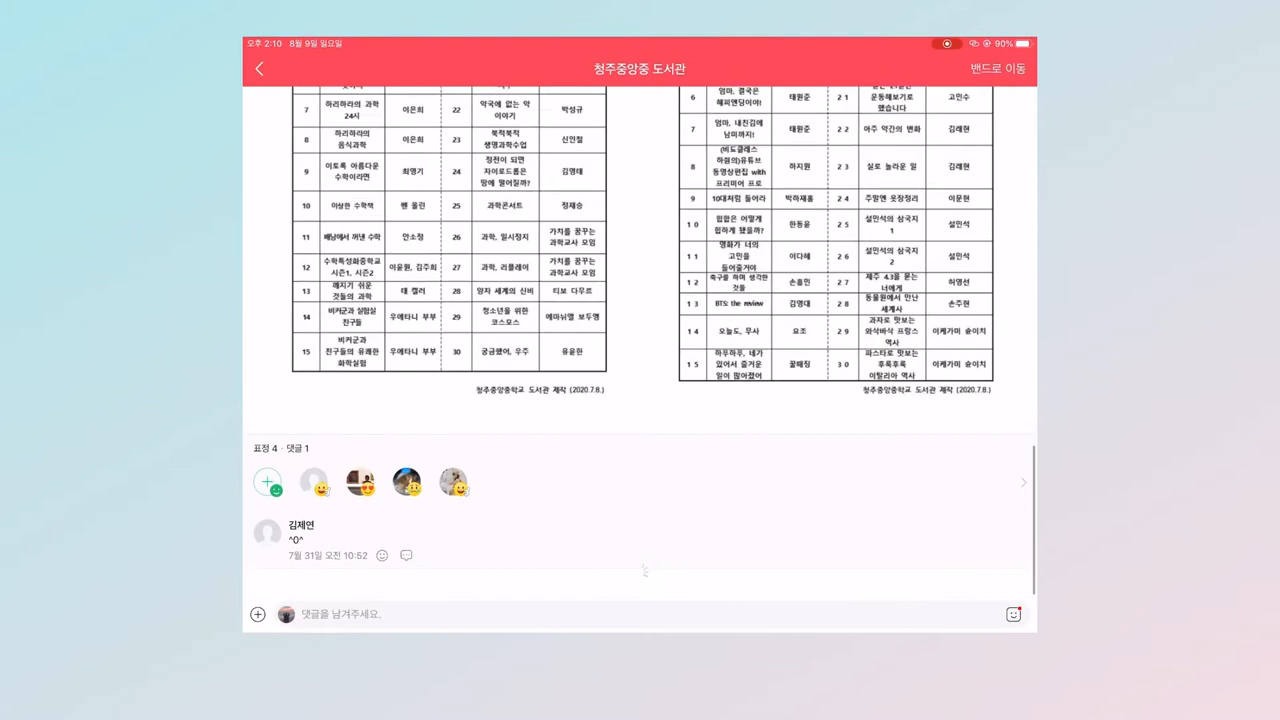 오후 2:10 8월 9일 일요일
90%
청주중앙중 도서관
밴드로 이동
7 하리하라의 과학 24시 이은희 22 약국에 없는 약 이야기 박성규
8 하리하라의 음식과학 이은희 23 북적북적 생명과학수업 신인철
9 이토록 아름다운 수학이라면 최영기 24 정전이 되면 자이로드롭은 땅에 떨어질까? 김영태
10 이상한 수학책 벤 올린 25 과학콘서트 정재승
11 배낭에서 꺼낸 수학 안소정 26 과학, 일시정지 가치를 꿈꾸는 과학교사 모임
12 수학특성화중학교 시즌1, 시즌2 이윤원, 김주희 27 과학, 리플레이 가치를 꿈꾸는 과학교사 모임
13 깨지기 쉬운 것들의 과학 태 켈러 28 양자 세계의 신비 티보 다무르
14 비커군과 실험실 친구들 우에타니 부부 29 청소년을 위한 코스모스 에마뉘엘 보두엥
15 비커군과 친구들의 유쾌한 화학실험 우에타니 부부 30 궁금했어, 우주 유윤한
청주중앙중학교 도서관 제작 (2020.7.8.)
6 엄마, 결국은 해피엔딩이야! 태원준 21 운동해보기로 했습니다 고민수
7 엄마, 내친김에 남미까지! 태원준 22 아주 약간의 변화 김래현
8 (비됴클래스 하쭌의)유튜브 동영상편집 with 프리미어 프로 하지원 23 실로 놀라운 일 김래현
9 10대처럼 들어라 박하재홍 24 주말엔 옷장정리 이문현
10 힙합은 어떻게 힙하게 됐을까? 한동윤 25 설민석의 삼국지 1 설민석
11 영화가 너의 고민을 들어줄거야 이다혜 26 설민석의 삼국지 2 설민석
12 축구를 하며 생각한 것들 손흥민 27 제주 4.3을 묻는 너에게 허영선
13 BTS: the review 김영대 28 동물원에서 만난 세계사 손주현
14 오늘도, 무사 요조 29 과자로 맛보는 와삭바삭 프랑스 역사 이케가미 슌이치
15 하푸하푸, 네가 있어서 즐거운 일이 많아졌어 꿀때징 30 파스타로 맛보는 후룩후룩 이탈리아 역사 이케가미 슌이치
청주중앙중학교 도서관 제작 (2020.7.8.)
표정 4 · 댓글 1
김제연
^0^
7월 31일 오전 10:52
댓글을 남겨주세요.